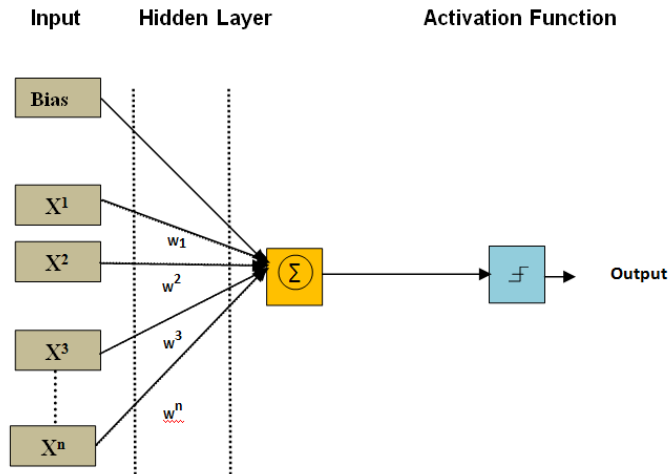 Input Hidden Layer Activation Function
Bias
X¹
w₁
X²
w²
Σ
Output
w³
X³
wⁿ
Xⁿ